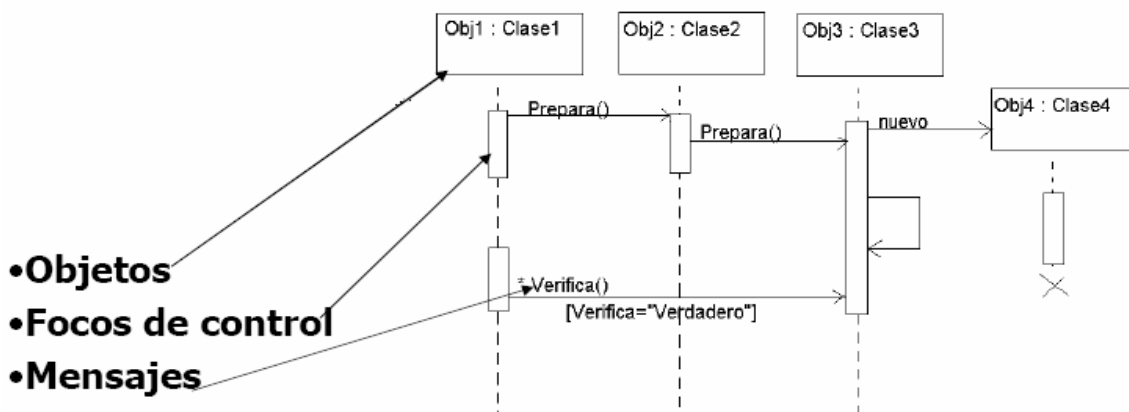 Obj1 : Clase1
Obj2 : Clase2
Obj3 : Clase3
Obj4 : Clase4
Prepara()
Prepara()
nuevo
•Objetos
* Verifica()
[Verifica="Verdadero"]
•Focos de control
•Mensajes